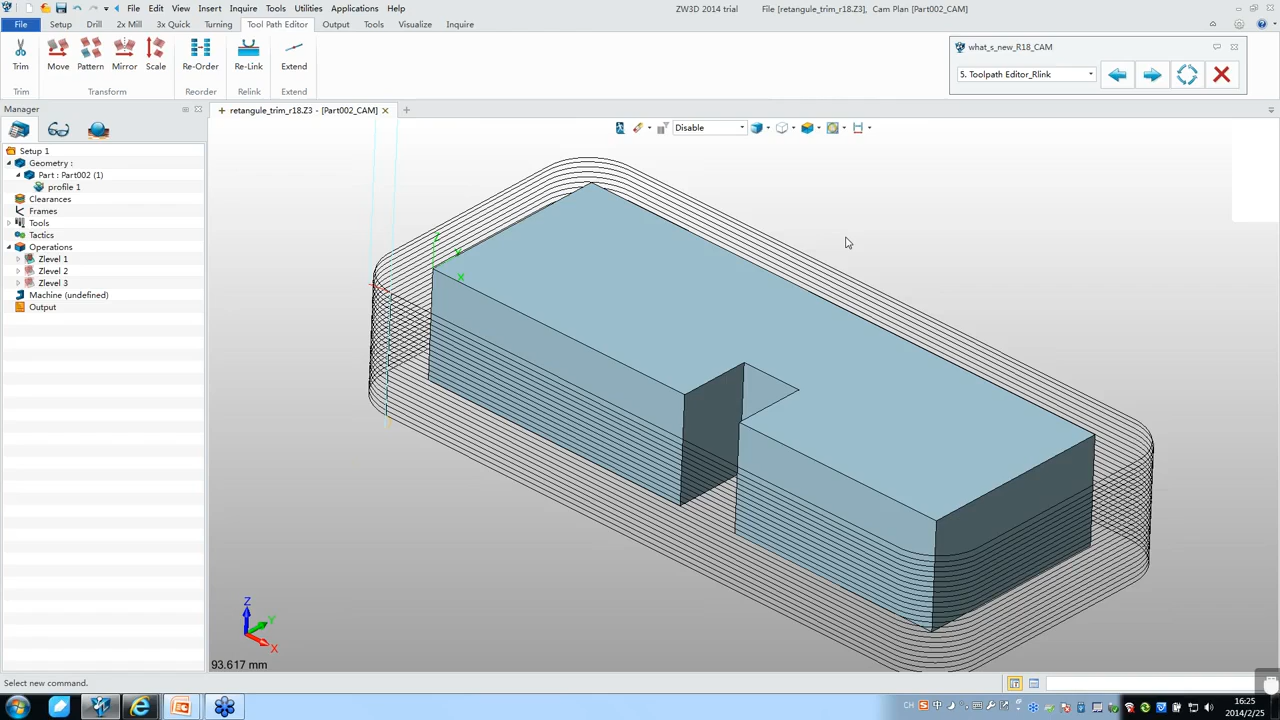 File Edit View Insert Inquire Tools Utilities Applications Help
ZW3D 2014 trial
File [retangule_trim_r18.Z3], Cam Plan [Part002_CAM]
File Setup Drill 2x Mill 3x Quick Turning Tool Path Editor Output Tools Visualize Inquire
Trim Move Pattern Mirror Scale Re-Order Re-Link Extend
Trim Transform Reorder Relink Extend
what_s_new_R18_CAM
5. Toolpath Editor_Rlink
Manager
retangule_trim_r18.Z3 - [Part002_CAM]
Disable
Setup 1
Geometry :
Part : Part002 (1)
profile 1
Clearances
Frames
Tools
Tactics
Operations
Zlevel 1
Zlevel 2
Zlevel 3
Machine (undefined)
Output
Z
Y
X
Z
Y
X
93.617 mm
Select new command.
CH
中
16:25
2014/2/25